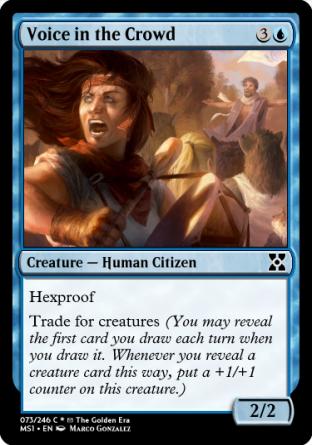 Voice in the Crowd 3
Creature — Human Citizen
Hexproof
Trade for creatures (You may reveal
the first card you draw each turn when
you draw it. Whenever you reveal a
creature card this way, put a +1/+1
counter on this creature.)
2/2
073/246 C * The Golden Era
MS1 • EN Marco Gonzalez